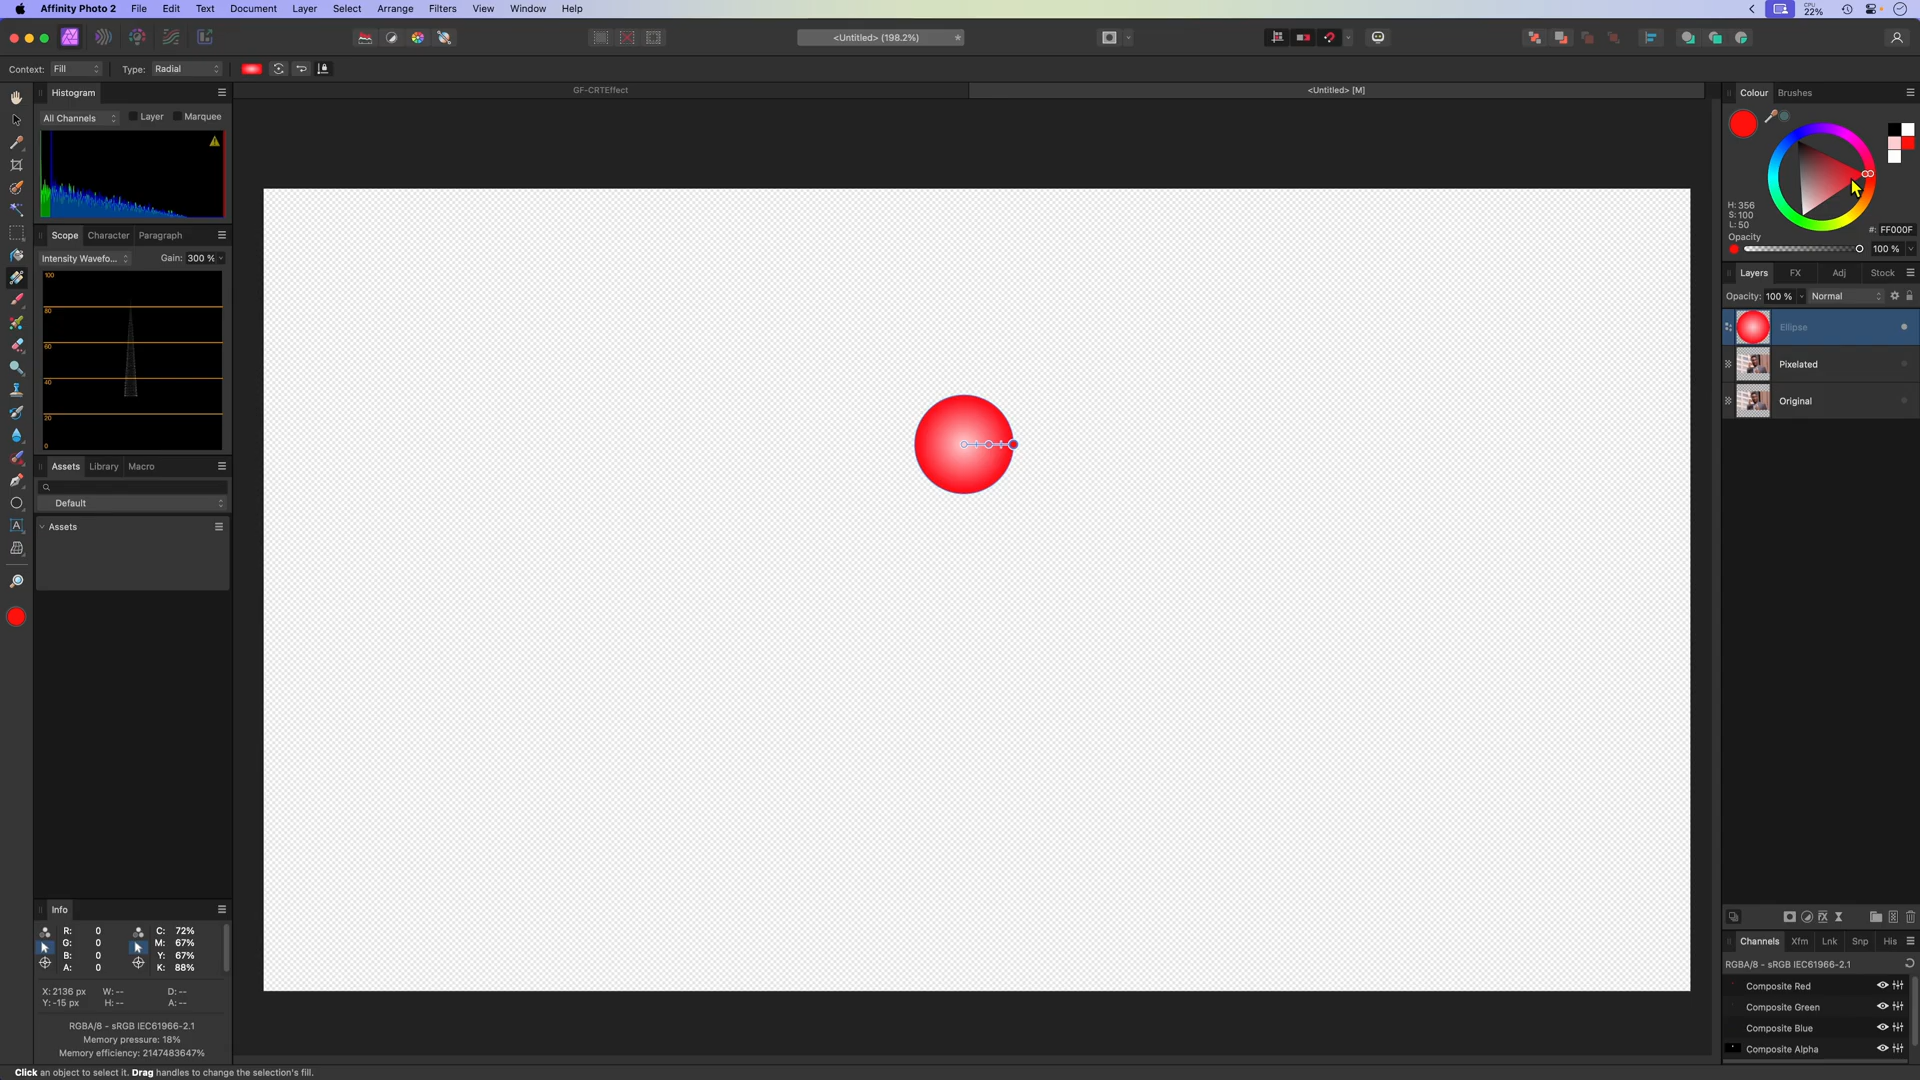 Affinity Photo 2 File Edit Text Document Layer Select Arrange Filters View Window Help CPU 22%
<Untitled> (198.2%)
Context: Fill Type: Radial
GF-CRTEffect <Untitled> [M]
Histogram
All Channels Layer Marquee
Scope Character Paragraph
Intensity Wavefo... Gain: 300 %
100
80
60
40
20
0
Assets Library Macro
Default
Assets
Info
R: 0 C: 72%
G: 0 M: 67%
B: 0 Y: 67%
A: 0 K: 88%
X: 2136 px W: -- D: --
Y: -15 px H: -- A: --
RGBA/8 - sRGB IEC61966-2.1
Memory pressure: 18%
Memory efficiency: 2147483647%
Click an object to select it. Drag handles to change the selection's fill.
Colour Brushes
H: 356
S: 100
L: 50
#: FF000F
Opacity
100 %
Layers FX Adj Stock
Opacity: 100 % Normal
Ellipse
Pixelated
Original
Channels Xfm Lnk Snp His
RGBA/8 - sRGB IEC61966-2.1
Composite Red
Composite Green
Composite Blue
Composite Alpha